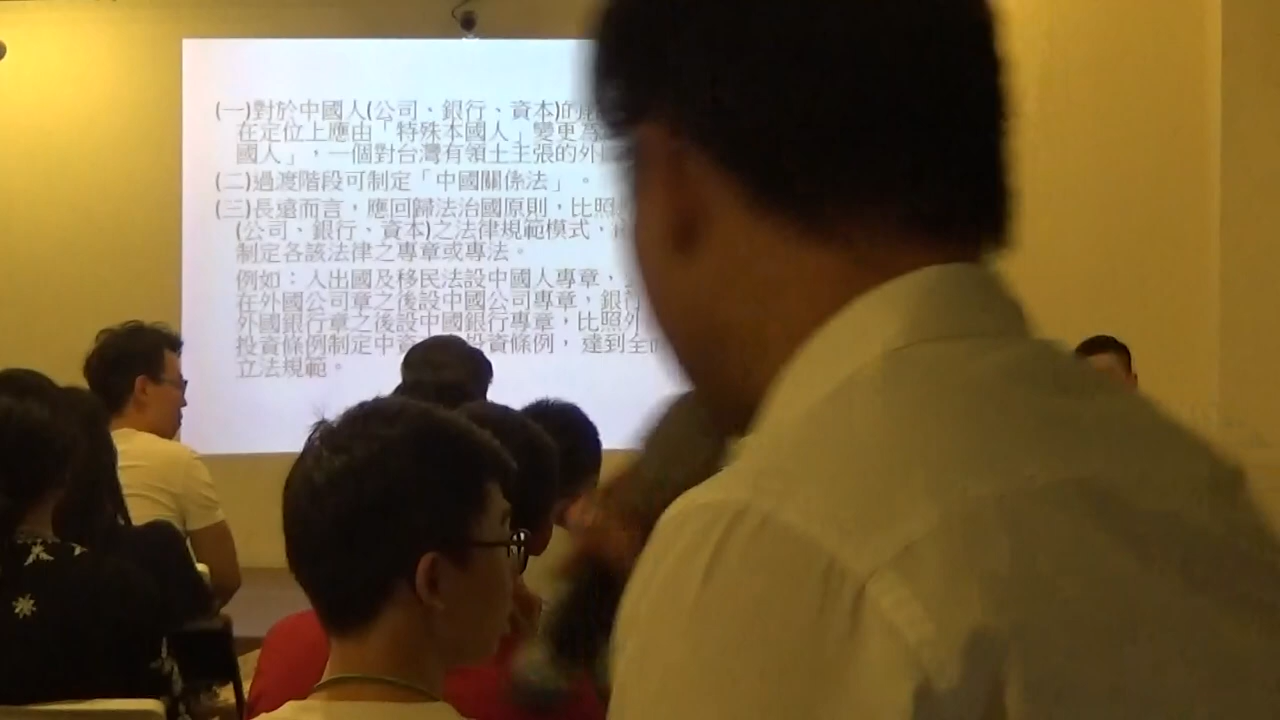 (一)對於中國人(公司、銀行、資本)的
在定位上應由「特殊本國人」變更為
國人」，一個對台灣有領土主張的外國
(二)過渡階段可制定「中國關係法」。
(三)長遠而言，應回歸法治國原則，比照
(公司、銀行、資本)之法律規範模式，
制定各該法律之專章或專法。
例如：入出國及移民法設中國人專章，
在外國公司章之後設中國公司專章，銀行
外國銀行章之後設中國銀行專章，比照外
投資條例制定中資 投資條例，達到全
立法規範。